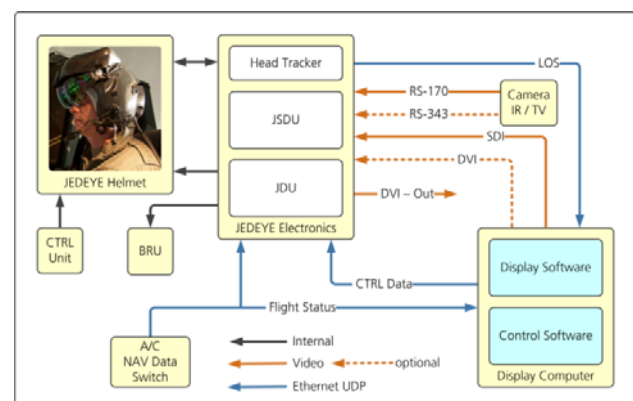 Head Tracker
JSDU
JDU
JEDEYE Helmet
JEDEYE Electronics
CTRL
Unit
BRU
LOS
RS-170
RS-343
Camera
IR / TV
SDI
DVI
DVI – Out
Display Software
Control Software
Display Computer
CTRL Data
Flight Status
A/C
NAV Data
Switch
Internal
Video
optional
Ethernet UDP